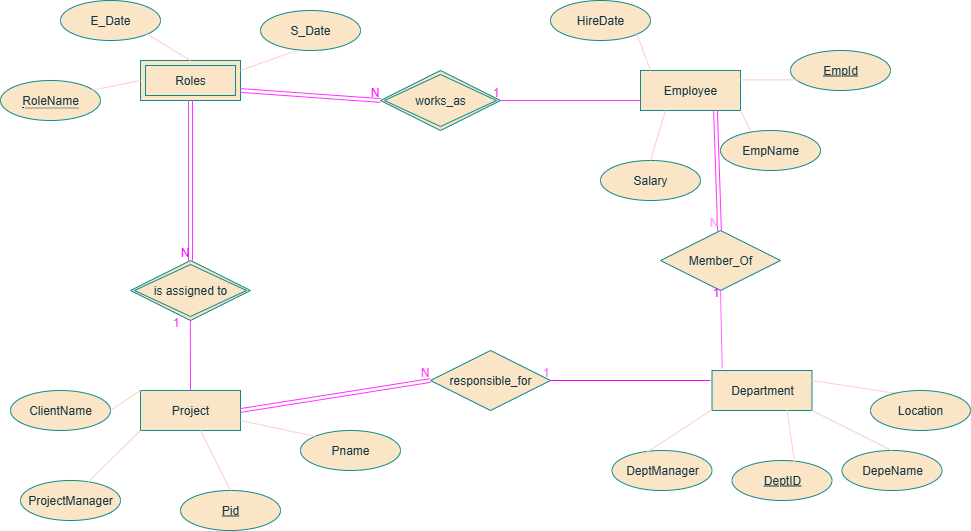 E_Date
HireDate
S_Date
EmpId
Roles
Employee
RoleName
N
works_as
1
EmpName
Salary
N
N
Member_Of
is assigned to
1
1
N
responsible_for
1
Department
ClientName
Project
Location
Pname
DeptManager
DeptID
DepeName
ProjectManager
Pid